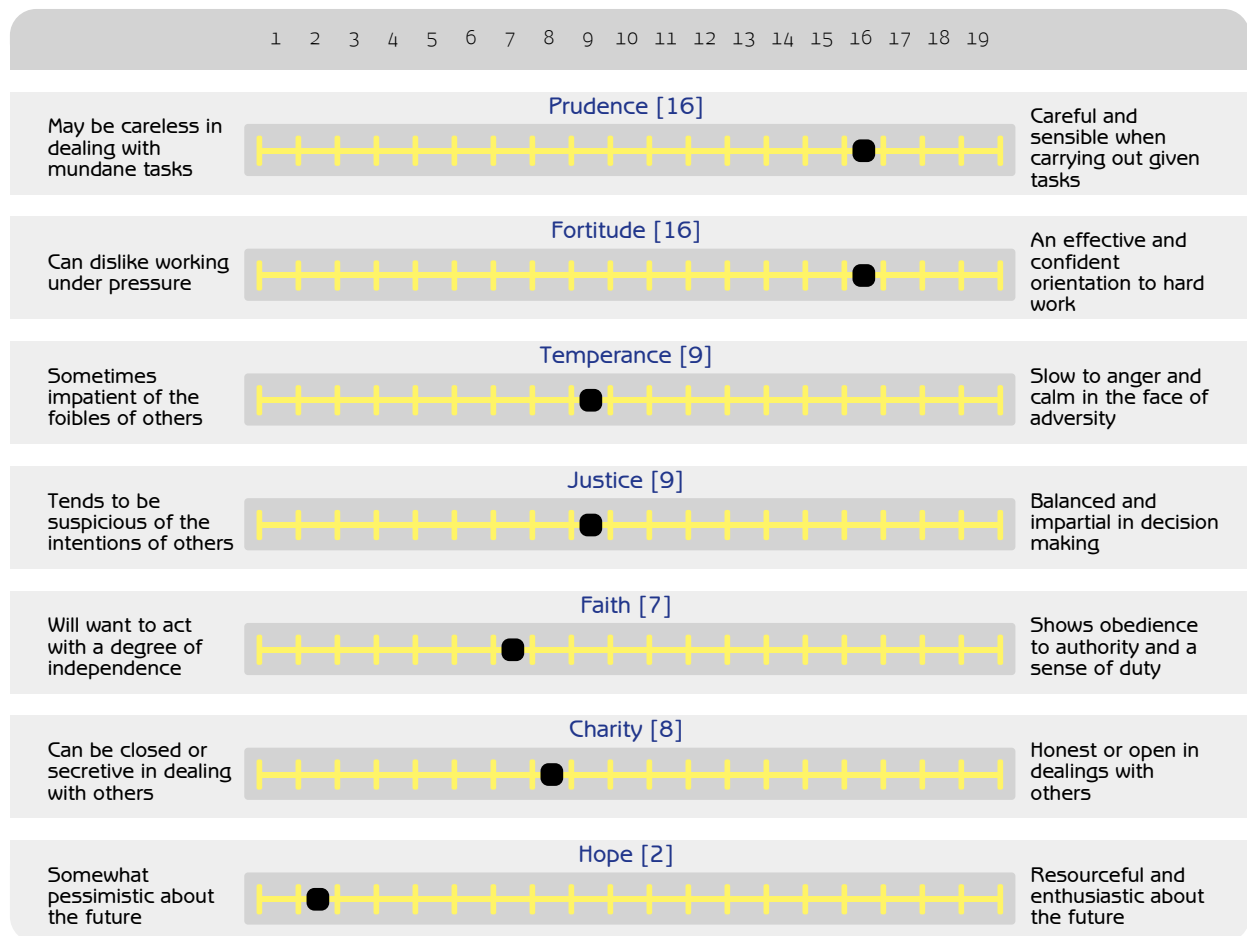 1 2 3 4 5 6 7 8 9 10 11 12 13 14 15 16 17 18 19
Prudence [16]
May be careless in
dealing with
mundane tasks
Careful and
sensible when
carrying out given
tasks
Fortitude [16]
Can dislike working
under pressure
An effective and
confident
orientation to hard
work
Temperance [9]
Sometimes
impatient of the
foibles of others
Slow to anger and
calm in the face of
adversity
Justice [9]
Tends to be
suspicious of the
intentions of others
Balanced and
impartial in decision
making
Faith [7]
Will want to act
with a degree of
independence
Shows obedience
to authority and a
sense of duty
Charity [8]
Can be closed or
secretive in dealing
with others
Honest or open in
dealings with
others
Hope [2]
Somewhat
pessimistic about
the future
Resourceful and
enthusiastic about
the future